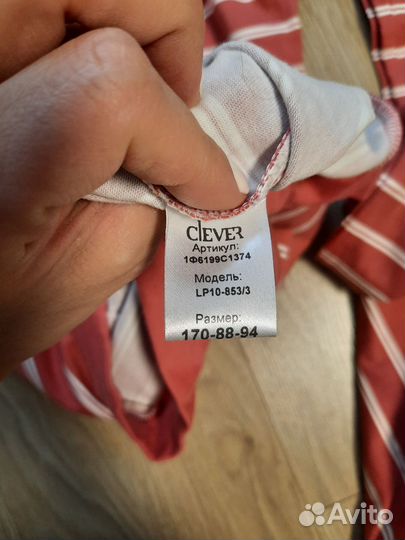 CLEVER
Артикул:
1Ф6199С1374
Модель:
LP10-853/3
Размер:
170-88-94
Avito